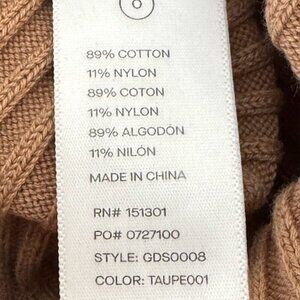 89% COTTON
11% NYLON
89% COTON
11% NYLON
89% ALGODÓN
11% NILÓN
MADE IN CHINA
RN# 151301
PO# 0727100
STYLE: GDS0008
COLOR: TAUPE001